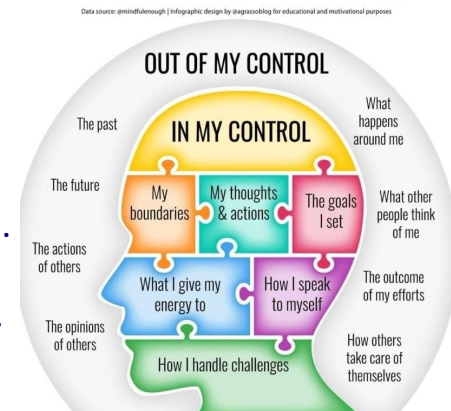 Data source: @mindfulenough | Infographic design by @agrassoblog for educational and motivational purposes
OUT OF MY CONTROL
IN MY CONTROL
The past
The future
The actions
of others
The opinions
of others
What
happens
around me
What other
people think
of me
The outcome
of my efforts
How others
take care of
themselves
My
boundaries
My thoughts
& actions
The goals
I set
What I give my
energy to
How I speak
to myself
How I handle challenges